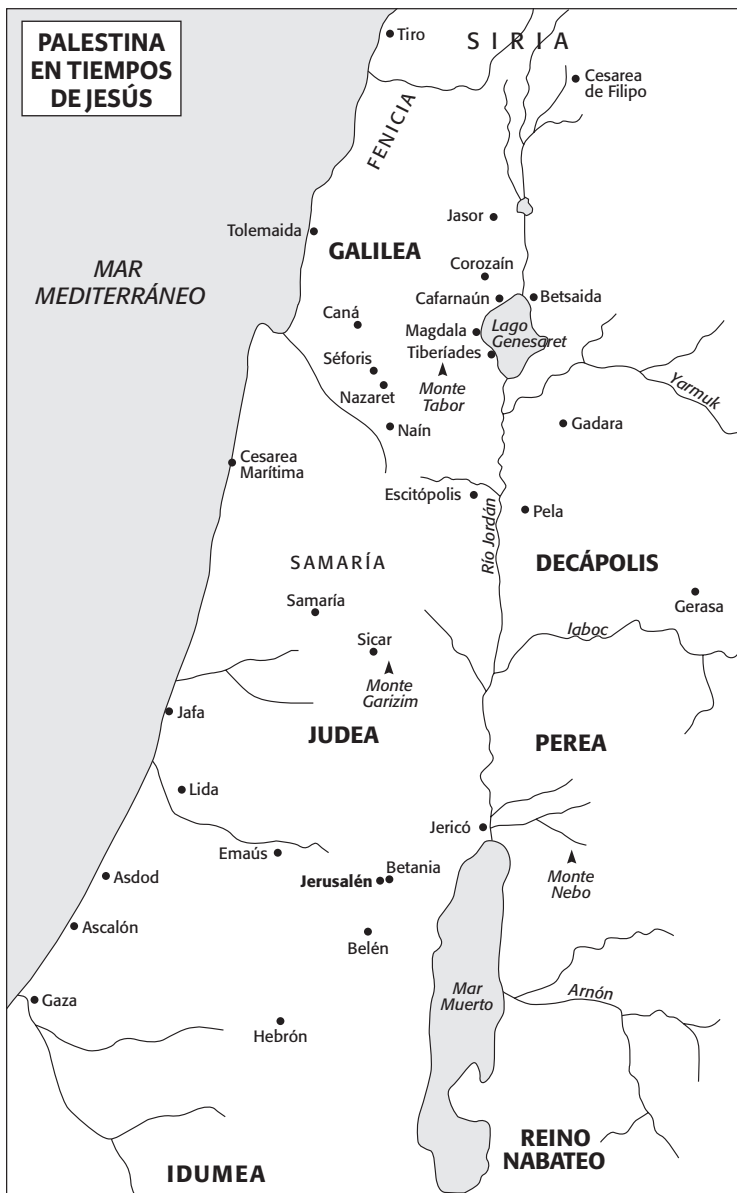 PALESTINA
EN TIEMPOS
DE JESÚS
Tiro
SIRIA
Cesarea
de Filipo
FENICIA
Jasor
Tolemaida
GALILEA
Corozaín
MAR
MEDITERRÁNEO
Cafarnaún
Betsaida
Caná
Magdala
Lago
Genesaret
Séforis
Tiberíades
Nazaret
Monte
Tabor
Yarmuk
Naín
Gadara
Cesarea
Marítima
Escitópolis
Pela
Río Jordán
SAMARÍA
DECÁPOLIS
Samaría
Gerasa
Iaboc
Sicar
Monte
Garizim
Jafa
JUDEA
PEREA
Lida
Jericó
Emaús
Betania
Monte
Nebo
Asdod
Jerusalén
Ascalón
Belén
Mar
Muerto
Arnón
Gaza
Hebrón
REINO
NABATEO
IDUMEA